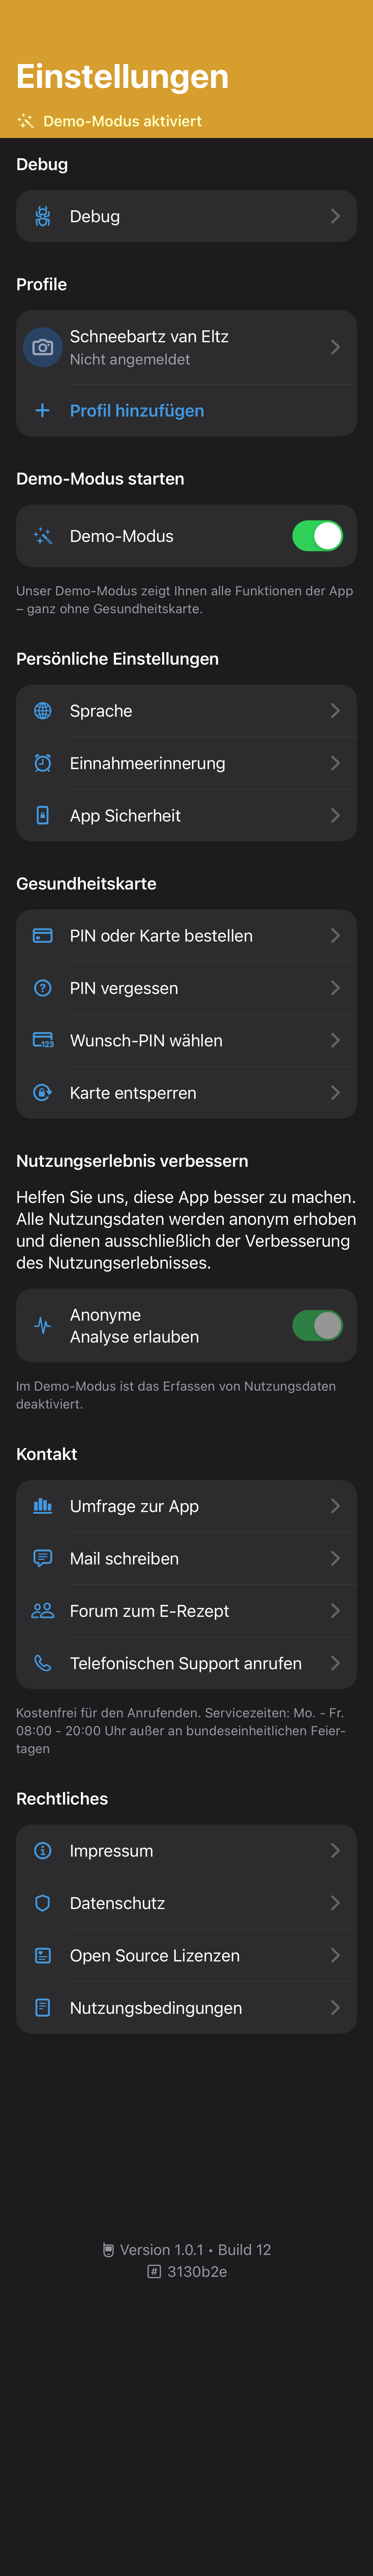 Einstellungen
Demo-Modus aktiviert
Debug
Debug
Profile
Schneebartz van Eltz
Nicht angemeldet
Profil hinzufügen
Demo-Modus starten
Demo-Modus
Unser Demo-Modus zeigt Ihnen alle Funktionen der App
– ganz ohne Gesundheitskarte.
Persönliche Einstellungen
Sprache
Einnahmeerinnerung
App Sicherheit
Gesundheitskarte
PIN oder Karte bestellen
PIN vergessen
Wunsch-PIN wählen
Karte entsperren
Nutzungserlebnis verbessern
Helfen Sie uns, diese App besser zu machen.
Alle Nutzungsdaten werden anonym erhoben
und dienen ausschließlich der Verbesserung
des Nutzungserlebnisses.
Anonyme
Analyse erlauben
Im Demo-Modus ist das Erfassen von Nutzungsdaten
deaktiviert.
Kontakt
Umfrage zur App
Mail schreiben
Forum zum E-Rezept
Telefonischen Support anrufen
Kostenfrei für den Anrufenden. Servicezeiten: Mo. - Fr.
08:00 - 20:00 Uhr außer an bundeseinheitlichen Feier-
tagen
Rechtliches
Impressum
Datenschutz
Open Source Lizenzen
Nutzungsbedingungen
Version 1.0.1 • Build 12
# 3130b2e